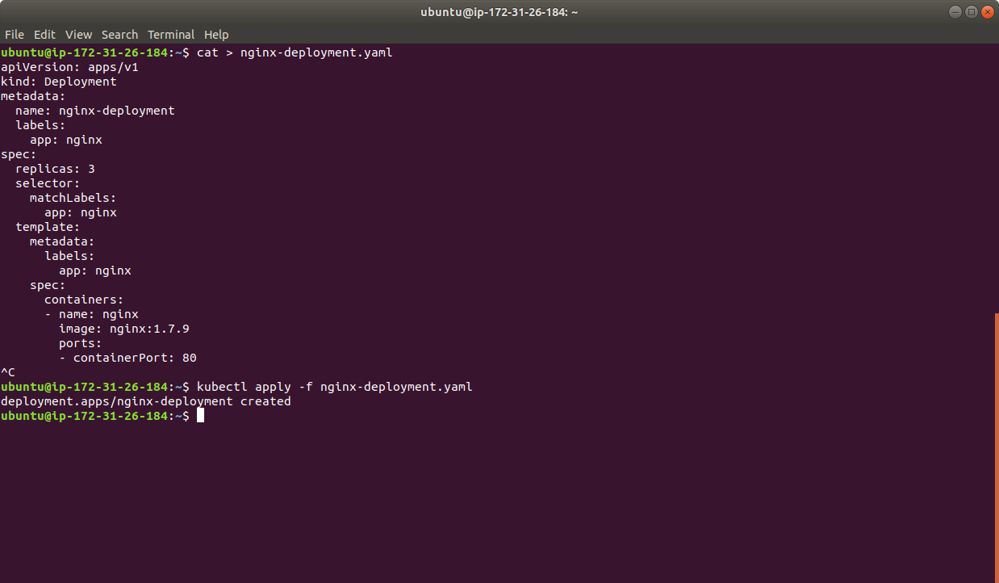 ubuntu@ip-172-31-26-184: ~
File Edit View Search Terminal Help
ubuntu@ip-172-31-26-184:~$ cat > nginx-deployment.yaml
apiVersion: apps/v1
kind: Deployment
metadata:
  name: nginx-deployment
  labels:
    app: nginx
spec:
  replicas: 3
  selector:
    matchLabels:
      app: nginx
  template:
    metadata:
      labels:
        app: nginx
    spec:
      containers:
      - name: nginx
        image: nginx:1.7.9
        ports:
        - containerPort: 80
^C
ubuntu@ip-172-31-26-184:~$ kubectl apply -f nginx-deployment.yaml
deployment.apps/nginx-deployment created
ubuntu@ip-172-31-26-184:~$